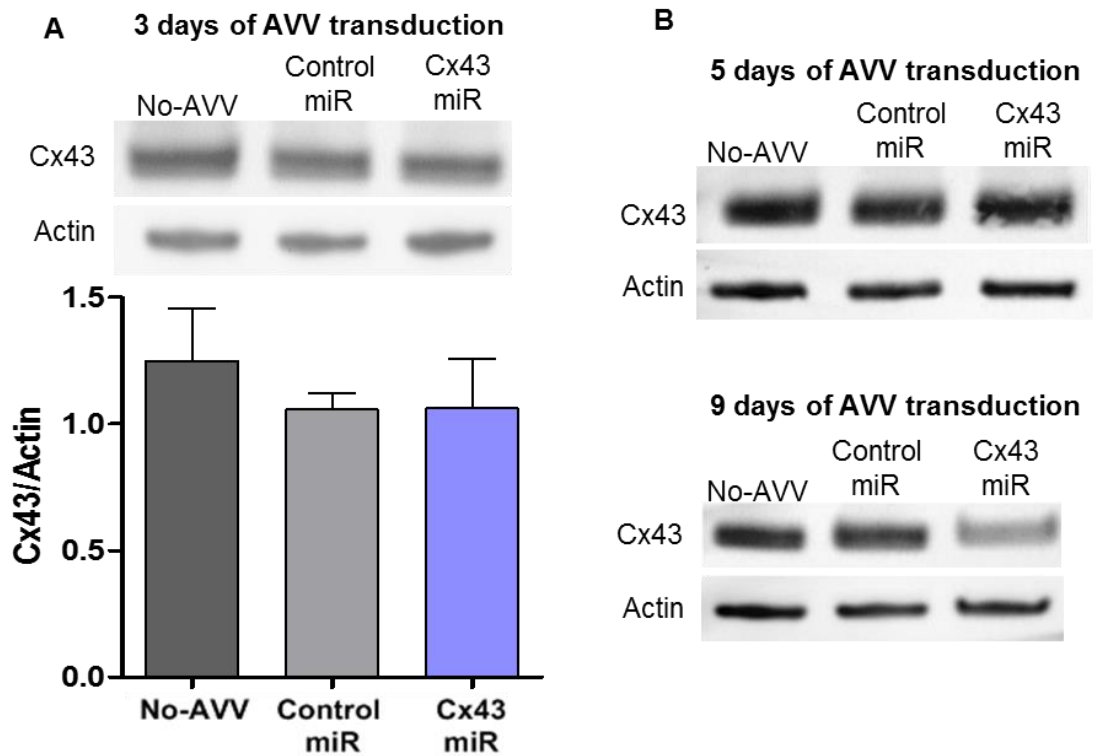 A
3 days of AVV transduction
No-AVV
Control
miR
Cx43
miR
Cx43
Actin
1.5
1.0
0.5
0.0
Cx43/Actin
No-AVV
Control
miR
Cx43
miR
B
5 days of AVV transduction
No-AVV
Control
miR
Cx43
miR
Cx43
Actin
9 days of AVV transduction
No-AVV
Control
miR
Cx43
miR
Cx43
Actin